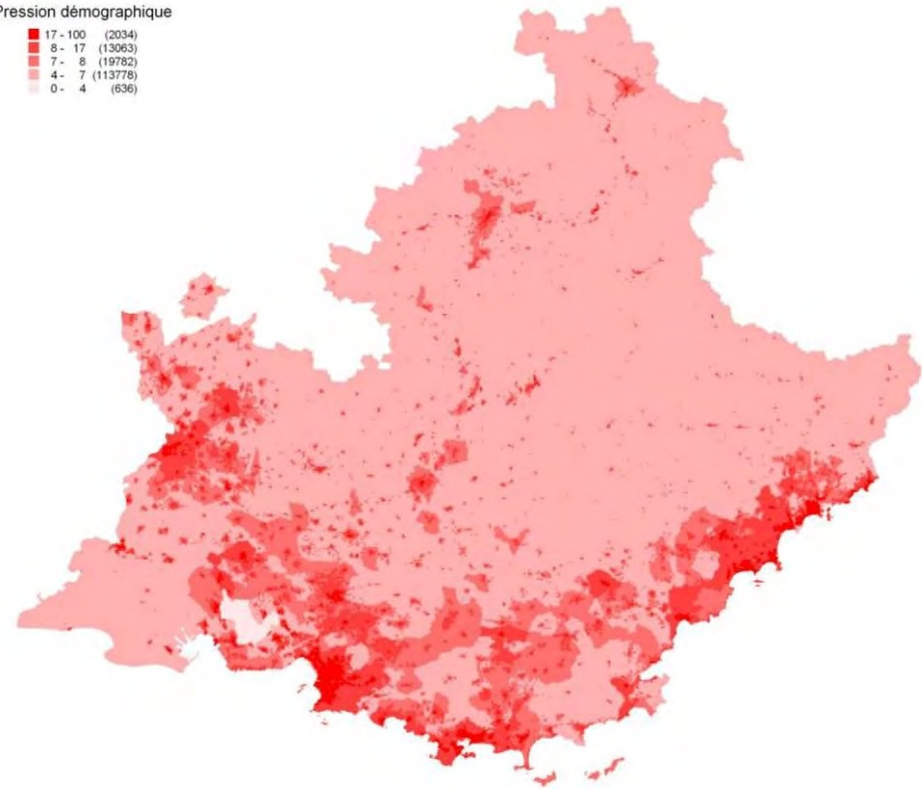 Pression démographique
17 - 100 (2034)
8 - 17 (13063)
7 - 8 (19782)
4 - 7 (113778)
0 - 4 (636)